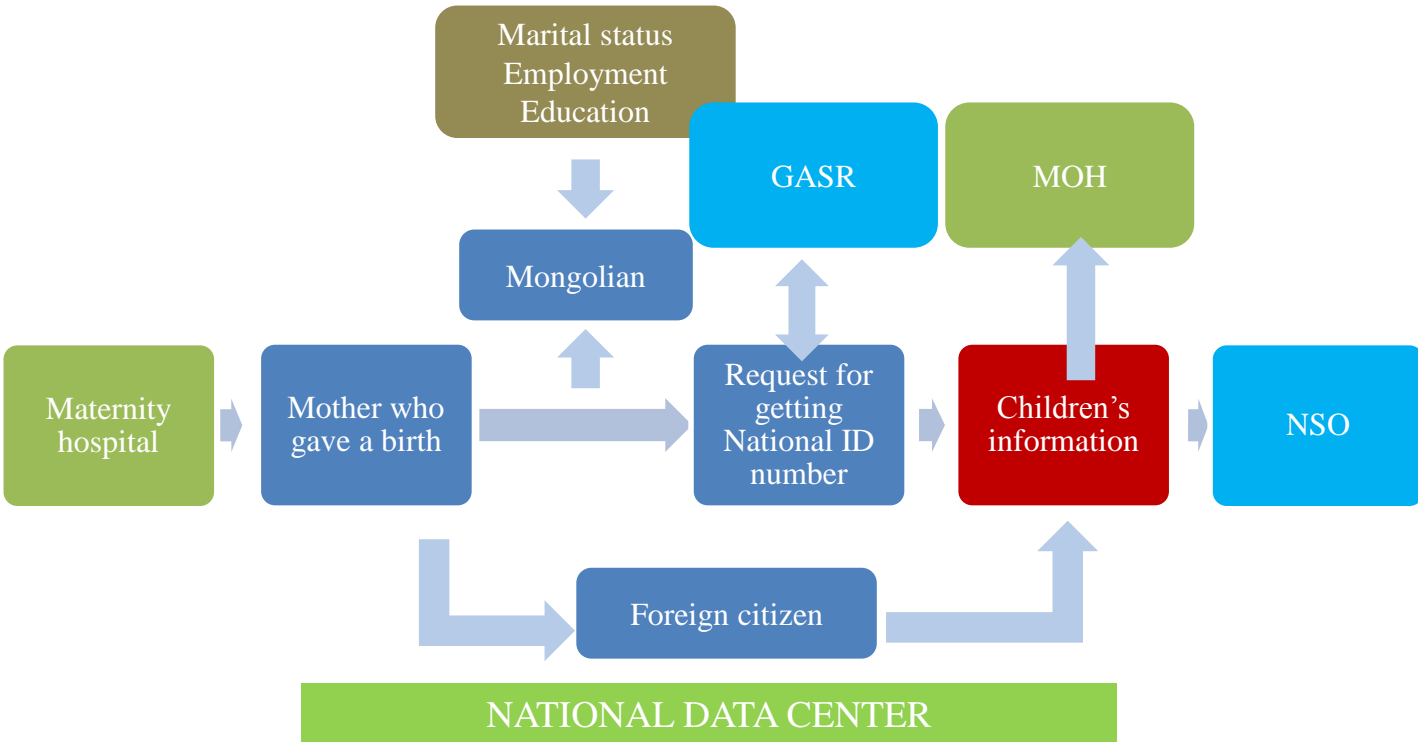 Marital status
Employment
Education
GASR
MOH
Mongolian
Maternity
hospital
Mother who
gave a birth
Request for
getting
National ID
number
Children’s
information
NSO
Foreign citizen
NATIONAL DATA CENTER